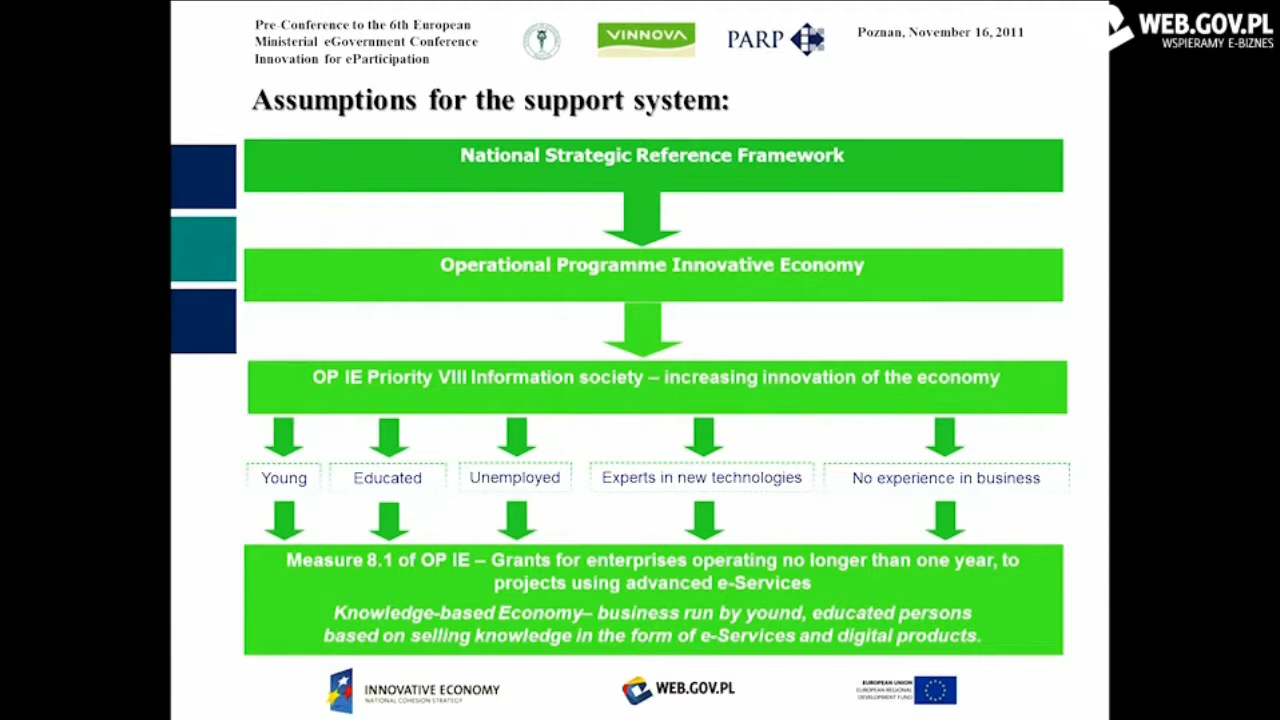 Pre-Conference to the 6th European
Ministerial eGovernment Conference
Innovation for eParticipation
VINNOVA
PARP
Poznan, November 16, 2011
WEB.GOV.PL
WSPIERAMY E-BIZNES
Assumptions for the support system:
National Strategic Reference Framework
Operational Programme Innovative Economy
OP IE Priority VIII Information society – increasing innovation of the economy
Young
Educated
Unemployed
Experts in new technologies
No experience in business
Measure 8.1 of OP IE – Grants for enterprises operating no longer than one year, to
projects using advanced e-Services
Knowledge-based Economy– business run by yound, educated persons
based on selling knowledge in the form of e-Services and digital products.
INNOVATIVE ECONOMY
NATIONAL COHESION STRATEGY
WEB.GOV.PL
EUROPEAN UNION
EUROPEAN REGIONAL
DEVELOPMENT FUND